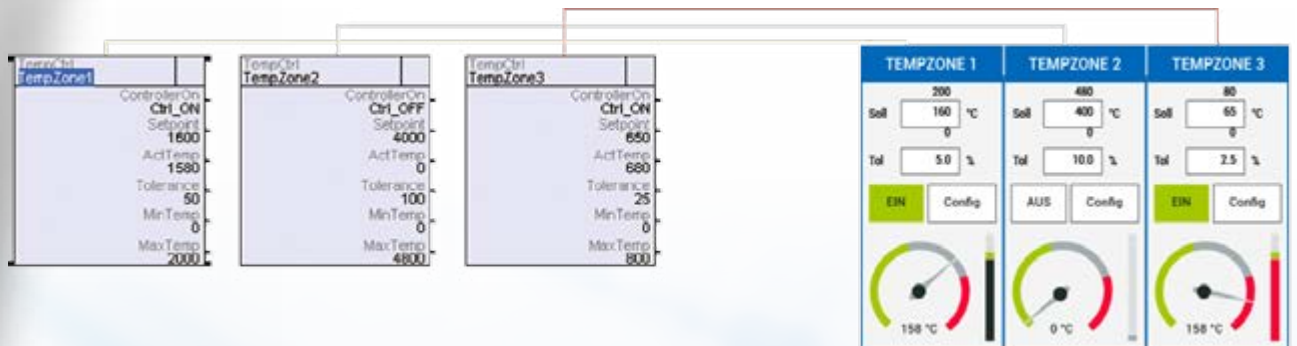 TempCtrl
TempZone1
ControllerOn
Ctrl_ON
Setpoint
1600
ActTemp
1580
Tolerance
50
MinTemp
0
MaxTemp
2000
TempCtrl
TempZone2
ControllerOn
Ctrl_OFF
Setpoint
4000
ActTemp
0
Tolerance
100
MinTemp
0
MaxTemp
4800
TempCtrl
TempZone3
ControllerOn
Ctrl_ON
Setpoint
650
ActTemp
680
Tolerance
25
MinTemp
0
MaxTemp
800
TEMPZONE 1
200
Soll 160 °C
0
Tol 5.0 %
EIN Config
158 °C
TEMPZONE 2
480
Soll 400 °C
0
Tol 10.0 %
AUS Config
0 °C
TEMPZONE 3
80
Soll 65 °C
0
Tol 2.5 %
EIN Config
158 °C